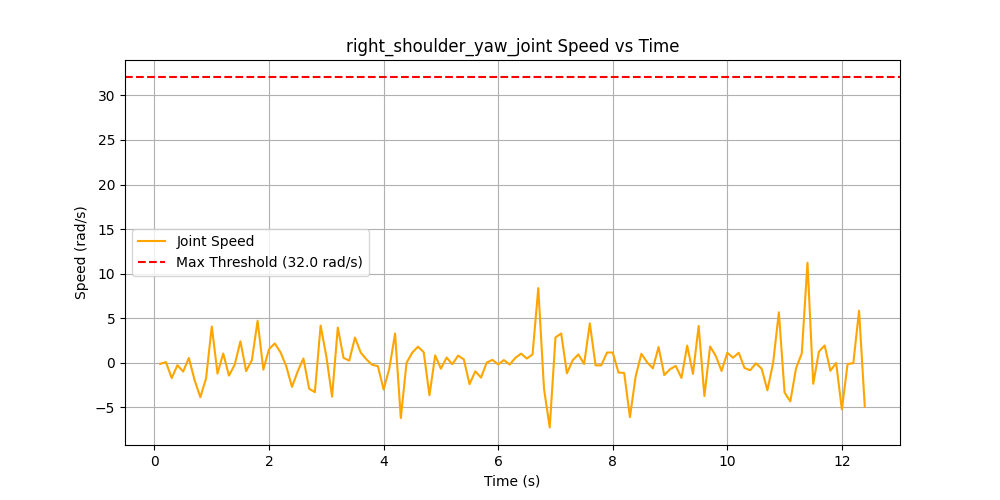 right_shoulder_yaw_joint Speed vs Time
Speed (rad/s)
30
25
20
15
10
5
0
−5
Joint Speed
Max Threshold (32.0 rad/s)
0 2 4 6 8 10 12
Time (s)